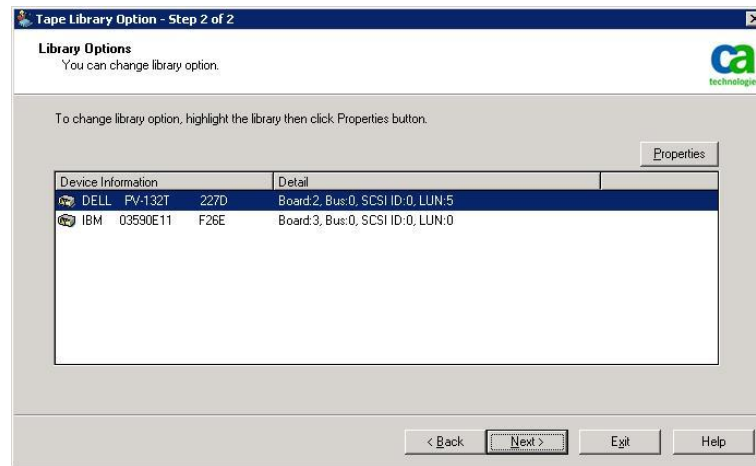 Tape Library Option - Step 2 of 2
Library Options
You can change library option.
ca
technologies
To change library option, highlight the library then click Properties button.
Properties
Device Information Detail
DELL PV-132T 227D Board:2, Bus:0, SCSI ID:0, LUN:5
IBM 03590E11 F26E Board:3, Bus:0, SCSI ID:0, LUN:0
< Back Next > Exit Help